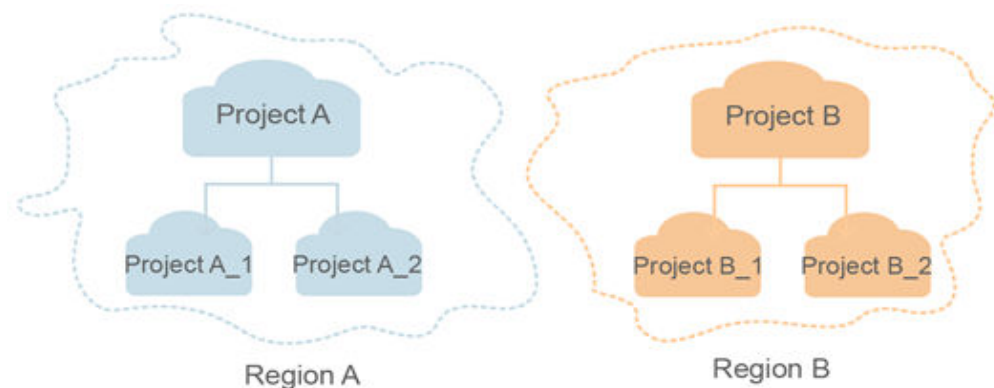 Project A
Project A_1
Project A_2
Region A
Project B
Project B_1
Project B_2
Region B